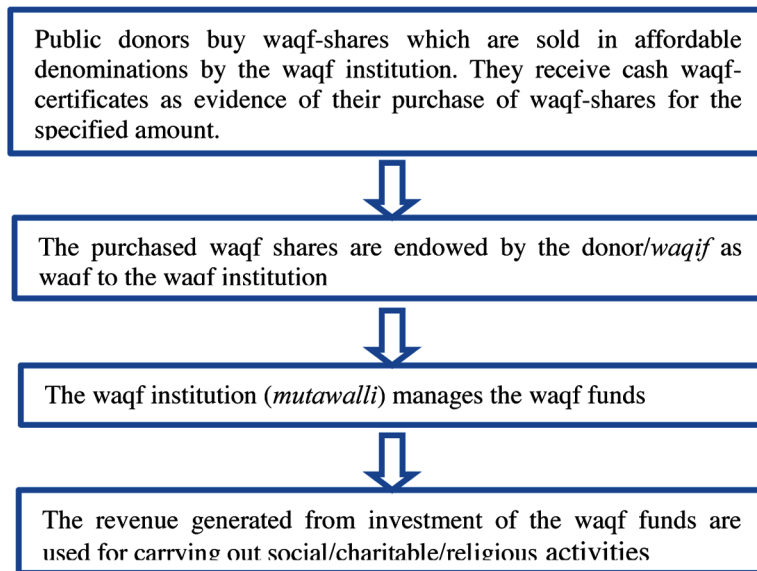 Public donors buy waqf-shares which are sold in affordable
denominations by the waqf institution. They receive cash waqf-
certificates as evidence of their purchase of waqf-shares for the
specified amount.
The purchased waqf shares are endowed by the donor/waqif as
waqf to the waqf institution
The waqf institution (mutawalli) manages the waqf funds
The revenue generated from investment of the waqf funds are
used for carrying out social/charitable/religious activities